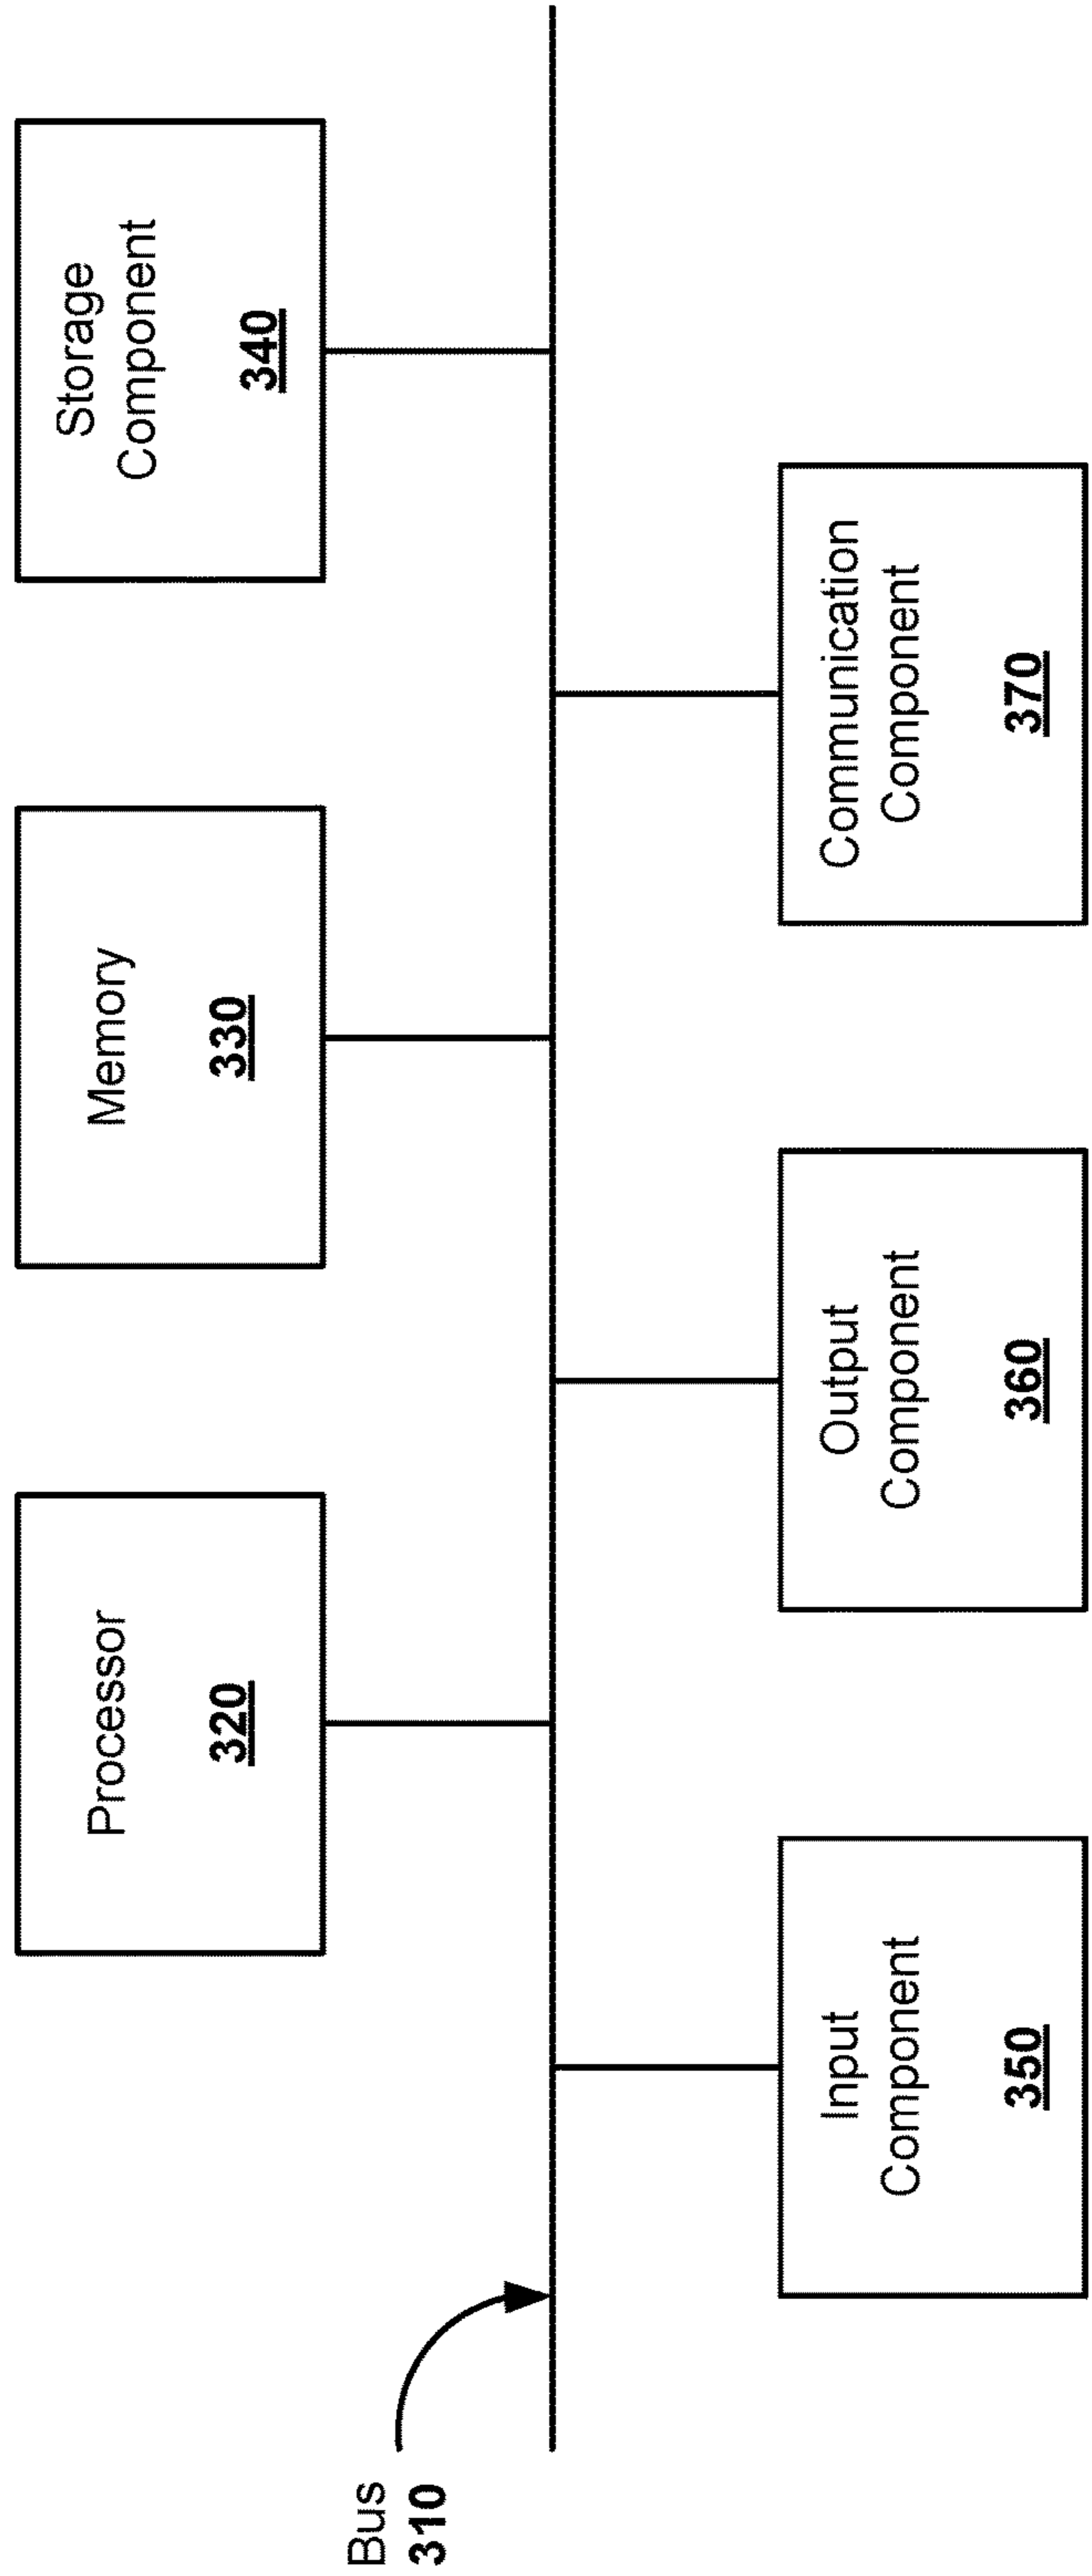 Processor
320
Memory
330
Storage
Component
340
Bus
310
Input
Component
350
Output
Component
360
Communication
Component
370